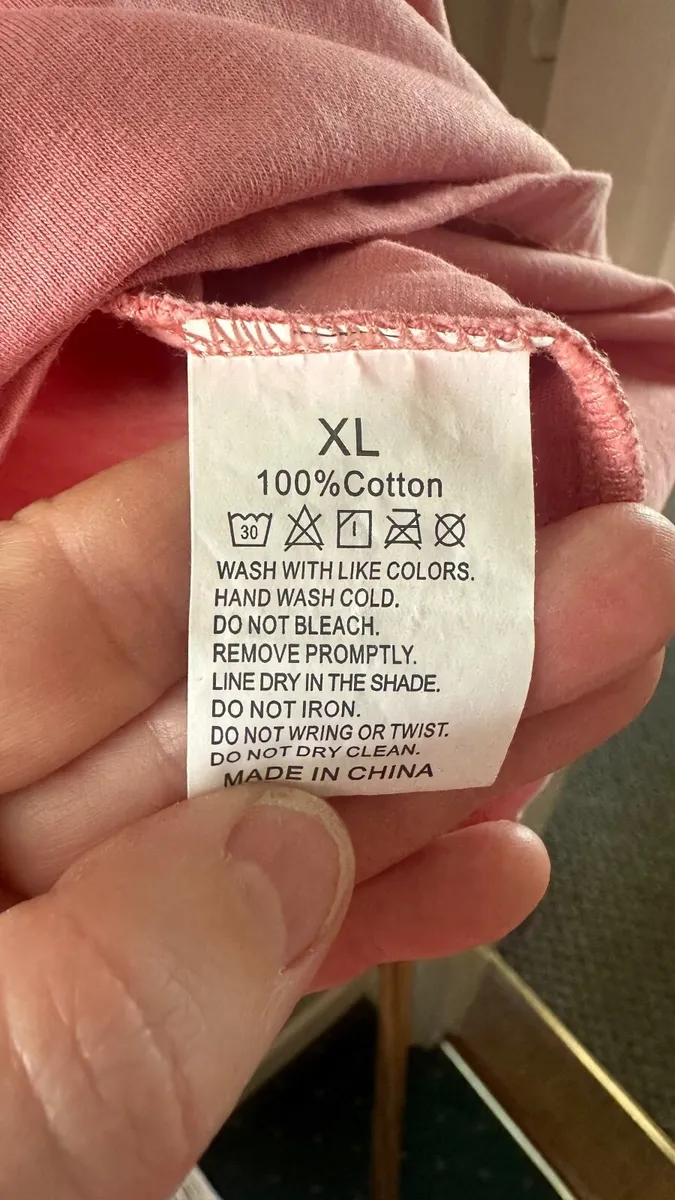 XL
100%Cotton
30
WASH WITH LIKE COLORS.
HAND WASH COLD.
DO NOT BLEACH.
REMOVE PROMPTLY.
LINE DRY IN THE SHADE.
DO NOT IRON.
DO NOT WRING OR TWIST.
DO NOT DRY CLEAN.
MADE IN CHINA